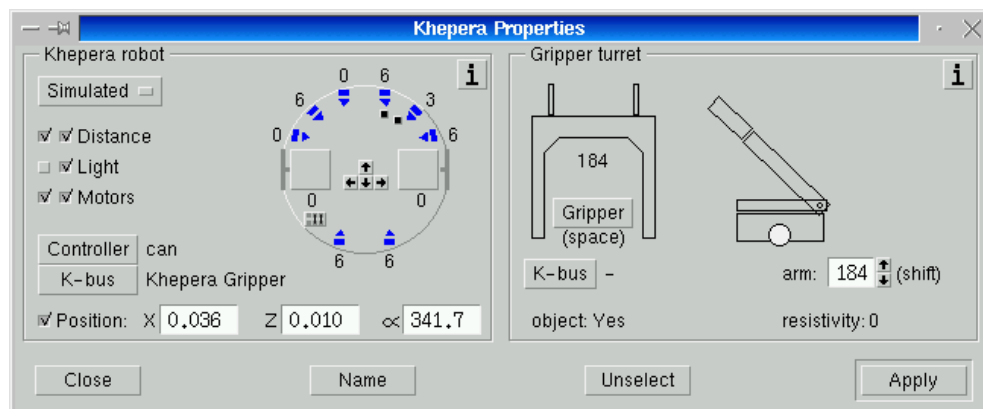 Khepera Properties
Khepera robot
i
Simulated
0 6
6 3
0 6
Distance
Light
Motors
0 0
6 6
Controller can
K-bus Khepera Gripper
Position: X 0.036 Z 0.010 ∝ 341.7
Gripper turret
i
184
Gripper
(space)
K-bus -
arm: 184 (shift)
object: Yes resistivity: 0
Close Name Unselect Apply